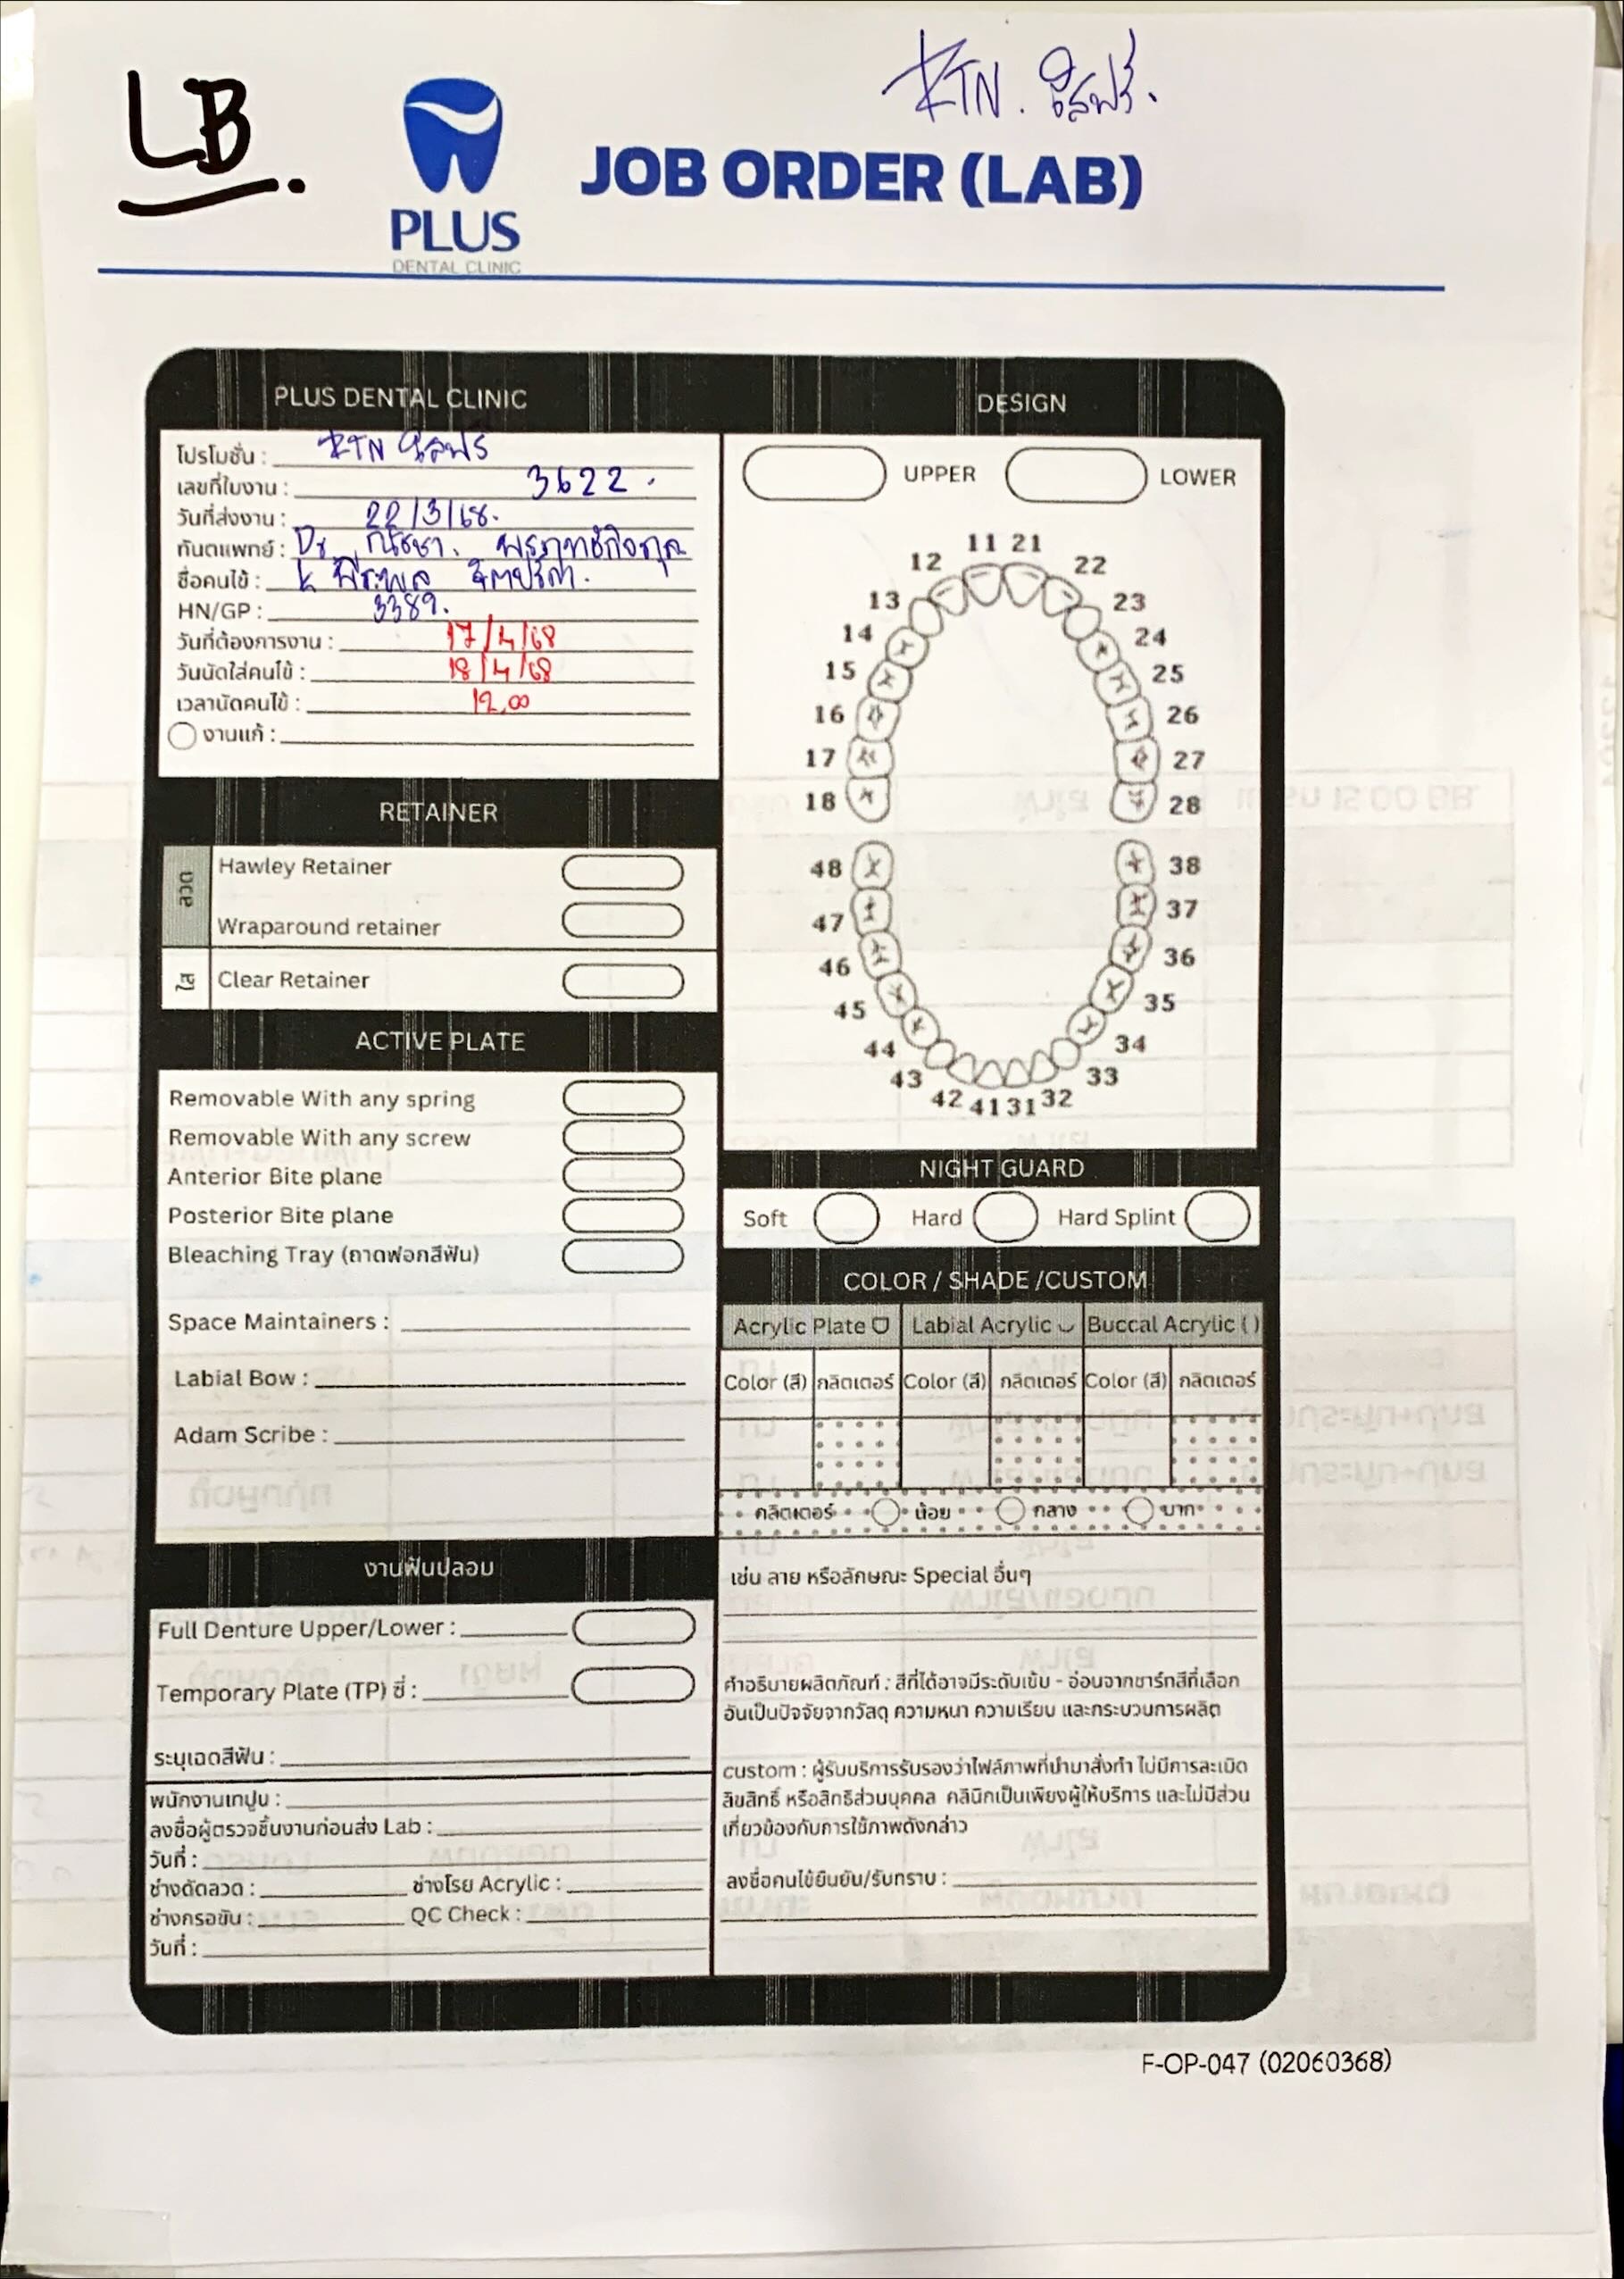 LB
RTN. ใสฟรี.
PLUS
DENTAL CLINIC
JOB ORDER (LAB)
PLUS DENTAL CLINIC
โปรโมชั่น : RTN ใสฟรี
เลขที่ใบงาน : 3622.
วันที่ส่งงาน : 22/3/68.
ทันตแพทย์ : Dr. ณัชชา.
ชื่อคนไข้ : พีระพล
HN/GP : 3389.
วันที่ต้องการงาน : 17/4/68
วันนัดใส่คนไข้ : 18/4/68
เวลานัดคนไข้ : 12.00
งานแก้ :
RETAINER
ลวด
Hawley Retainer
Wraparound retainer
ใส
Clear Retainer
ACTIVE PLATE
Removable With any spring
Removable With any screw
Anterior Bite plane
Posterior Bite plane
Bleaching Tray (ถาดฟอกสีฟัน)
Space Maintainers :
Labial Bow :
Adam Scribe :
งานฟันปลอม
Full Denture Upper/Lower :
Temporary Plate (TP) ซี่ :
ระบุเฉดสีฟัน :
พนักงานเทปูน :
ลงชื่อผู้ตรวจชิ้นงานก่อนส่ง Lab :
วันที่ :
ช่างดัดลวด : ช่างโรย Acrylic :
ช่างกรอขัน : QC Check :
วันที่ :
DESIGN
UPPER LOWER
11 21
12 22
13 23
14 24
15 25
16 26
17 27
18 28
48 38
47 37
46 36
45 35
44 34
43 33
42 41 31 32
NIGHT GUARD
Soft Hard Hard Splint
COLOR / SHADE /CUSTOM
Acrylic Plate Labial Acrylic Buccal Acrylic ( )
Color (สี) กลิตเตอร์ Color (สี) กลิตเตอร์ Color (สี) กลิตเตอร์
กลิตเตอร์ น้อย กลาง มาก
เช่น ลาย หรือลักษณะ Special อื่นๆ
คำอธิบายผลิตภัณฑ์ : สีที่ได้อาจมีระดับเข้ม - อ่อนจากชาร์ทสีที่เลือก
อันเป็นปัจจัยจากวัสดุ ความหนา ความเรียบ และกระบวนการผลิต
custom : ผู้รับบริการรับรองว่าไฟล์ภาพที่นำมาสั่งทำ ไม่มีการละเมิด
ลิขสิทธิ์ หรือสิทธิส่วนบุคคล คลินิกเป็นเพียงผู้ให้บริการ และไม่มีส่วน
เกี่ยวข้องกับการใช้ภาพดังกล่าว
ลงชื่อคนไข้ยืนยัน/รับทราบ :
F-OP-047 (02060368)